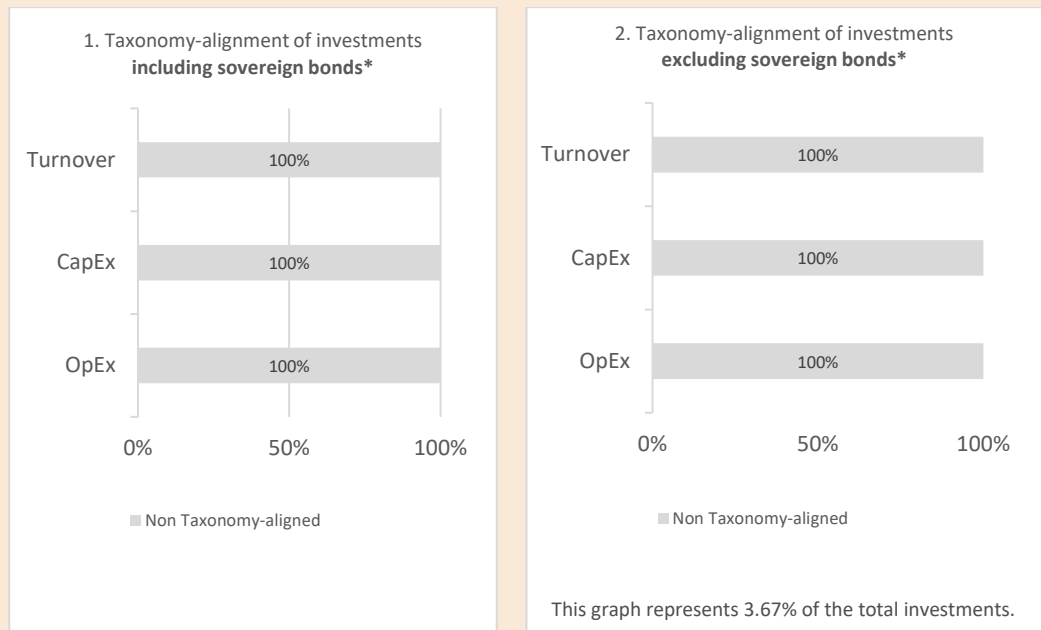 1. Taxonomy-alignment of investments
including sovereign bonds*
Turnover
100%
CapEx
100%
OpEx
100%
0%
50%
100%
Non Taxonomy-aligned
2. Taxonomy-alignment of investments
excluding sovereign bonds*
Turnover
100%
CapEx
100%
OpEx
100%
0%
50%
100%
Non Taxonomy-aligned
This graph represents 3.67% of the total investments.